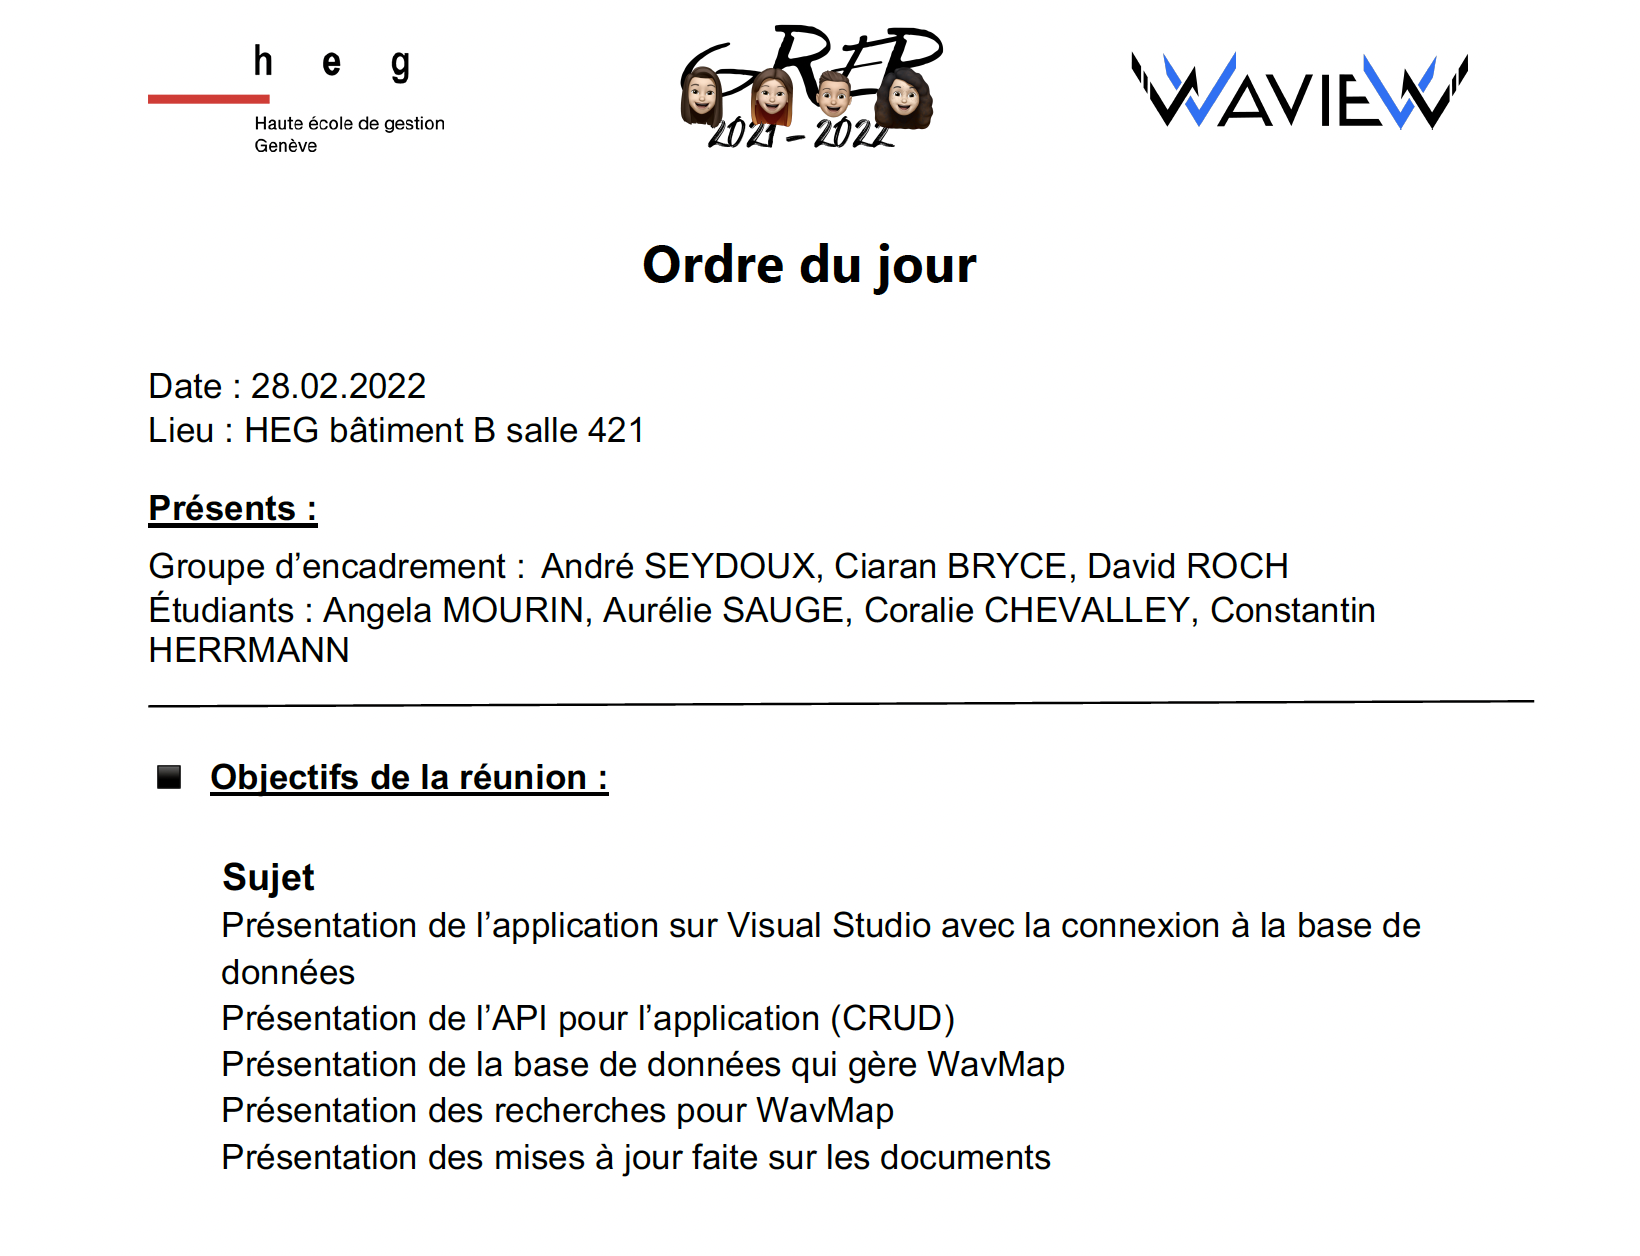 h e g
Haute école de gestion
Genève
GREP
2021 - 2022
WAVIEW
Ordre du jour
Date : 28.02.2022
Lieu : HEG bâtiment B salle 421
Présents :
Groupe d’encadrement : André SEYDOUX, Ciaran BRYCE, David ROCH
Étudiants : Angela MOURIN, Aurélie SAUGE, Coralie CHEVALLEY, Constantin
HERRMANN
Objectifs de la réunion :
Sujet
Présentation de l’application sur Visual Studio avec la connexion à la base de
données
Présentation de l’API pour l’application (CRUD)
Présentation de la base de données qui gère WavMap
Présentation des recherches pour WavMap
Présentation des mises à jour faite sur les documents